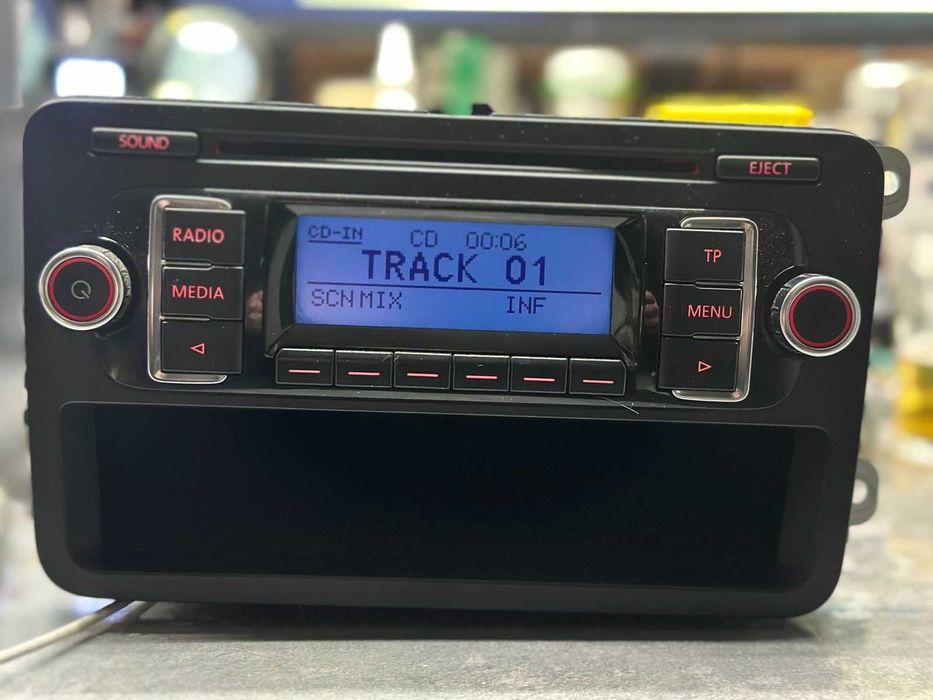 SOUND
EJECT
RADIO
MEDIA
CD-IN
CD 00:06
TRACK 01
SCN MIX INF
TP
MENU